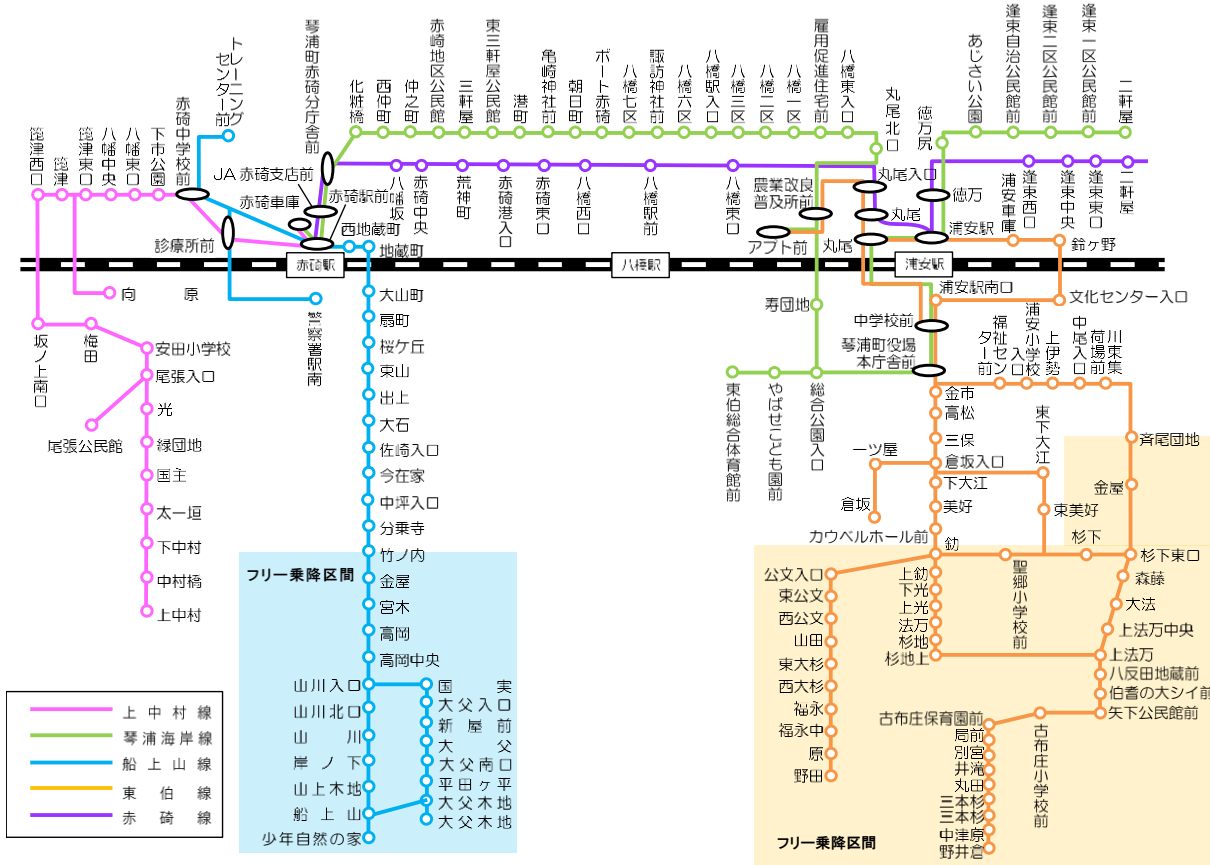 トレーニングセンター前
琴浦町赤碕分庁舎前
化粧橋
西仲町
仲之町
赤崎地区公民館
三軒屋
東三軒屋公民館
港町
亀崎神社前
朝日町
ボート赤碕
八橋七区
諏訪神社前
八橋六区
八橋駅入口
八橋三区
八橋二区
八橋一区
雇用促進住宅前
八橋東入口
丸尾北口
徳万尻
あじさい公園
逢束自治公民館前
逢束二区公民館前
逢束一区公民館前
二軒屋
箆津西口
箆津
箆津東口
八幡中央
八幡東口
下市公園
赤碕中学校前
JA赤碕支店前
赤碕車庫
赤碕駅前
西地蔵町
地蔵町
診療所前
八幡坂
赤碕中央
荒神町
赤碕港入口
赤碕東口
八橋西口
八橋駅前
八橋東口
農業改良
普及所前
アプト前
丸尾入口
丸尾
丸尾
徳万
浦安駅
浦安車庫
逢束西口
逢束中央
逢束東口
二軒屋
鈴ヶ野
赤碕駅
八橋駅
浦安駅
浦安駅南口
文化センター入口
向原
坂ノ上南口
梅田
安田小学校
尾張入口
尾張公民館
光
緑団地
国主
太一垣
下中村
中村橋
上中村
警察署駅南
大山町
扇町
桜ケ丘
東山
出上
大石
佐崎入口
今在家
中坪入口
分乗寺
竹ノ内
フリー乗降区間
金屋
宮木
高岡
高岡中央
山川入口
山川北口
山川
岸ノ下
山上木地
船上山
少年自然の家
国実
大父入口
新屋前
大父
大父南口
平田ヶ平
大父木地
大父木地
寿団地
中学校前
琴浦町役場
本庁舎前
東伯総合体育館前
やばせこども園前
総合公園入口
福祉センター前
浦安小学校入口
上伊勢
中尾入口
川東集荷場前
金市
高松
三保
倉坂入口
一ツ屋
倉坂
下大江
美好
カウベルホール前
釛
東下大江
東美好
斉尾団地
金屋
杉下
杉下東口
聖郷小学校前
公文入口
東公文
西公文
山田
東大杉
西大杉
福永
福永中
原
野田
上釛
下光
上光
法万
杉地
杉地上
森藤
大法
上法万中央
上法万
八反田地蔵前
伯耆の大シイ前
矢下公民館前
古布庄小学校前
古布庄保育園前
尾前
別宮
井滝
丸田
三本杉
三本杉
中津原
野井倉
フリー乗降区間
上中村線
琴浦海岸線
船上山線
東伯線
赤碕線